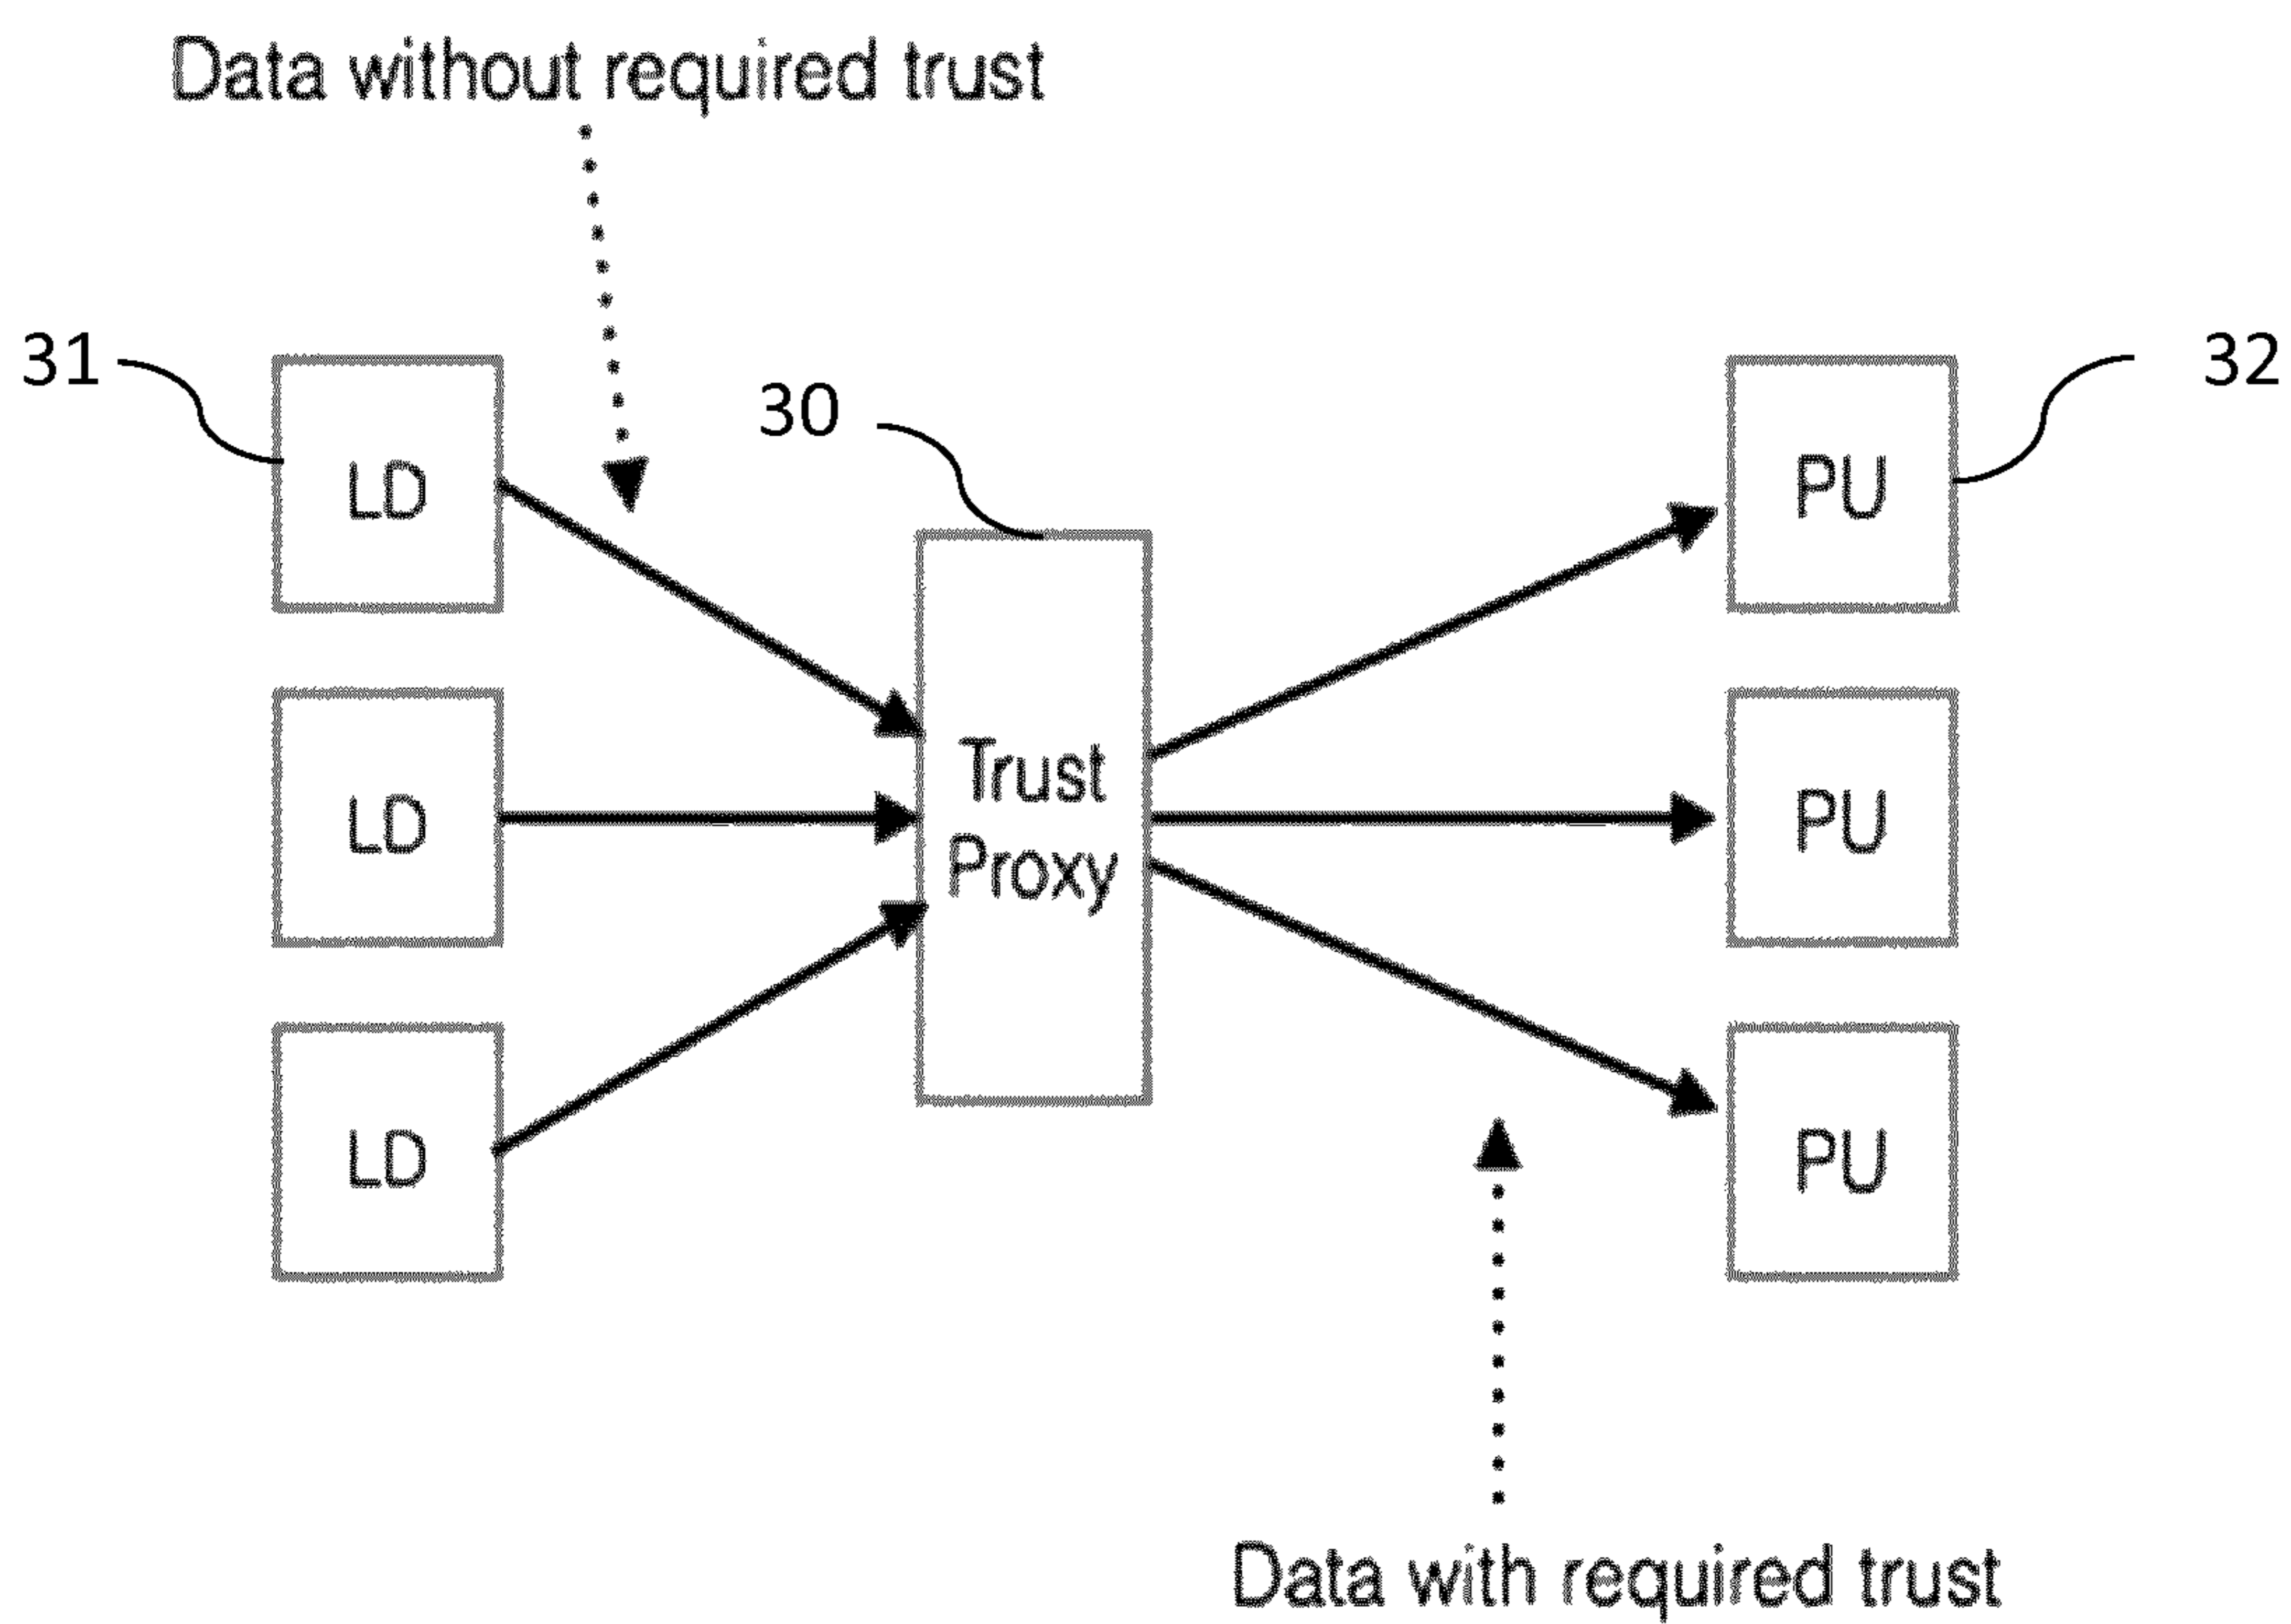 Data without required trust
31
30
32
LD
PU
LD
Trust
Proxy
PU
LD
PU
Data with required trust